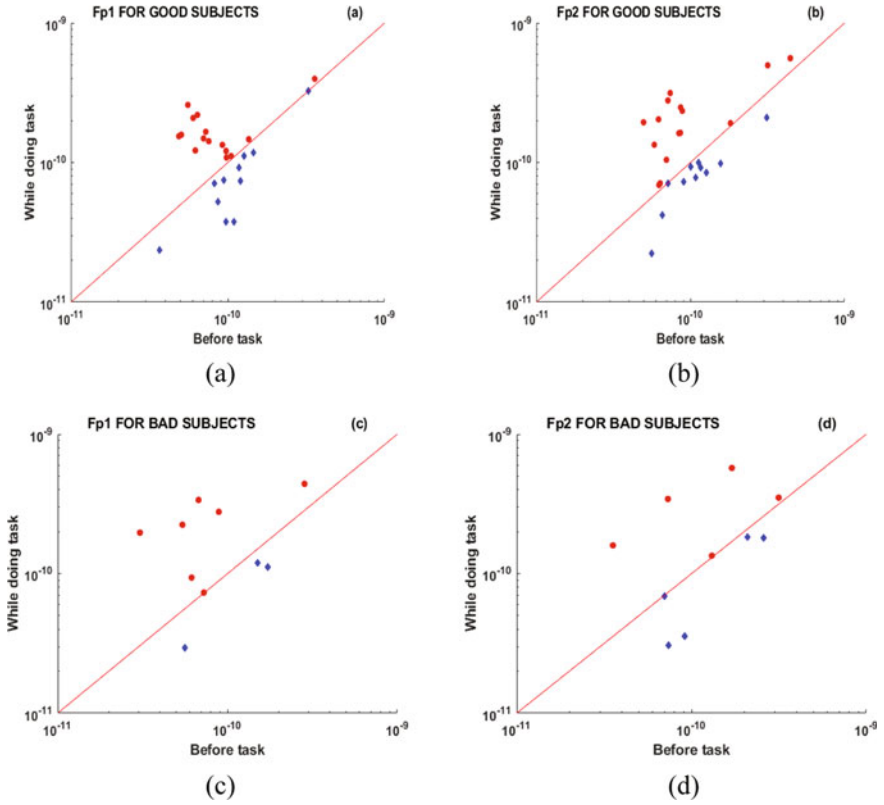 Fp1 FOR GOOD SUBJECTS (a)
10^-9
While doing task
10^-10
10^-11
10^-11 10^-10 10^-9
Before task
(a)
Fp2 FOR GOOD SUBJECTS (b)
10^-9
While doing task
10^-10
10^-11
10^-11 10^-10 10^-9
Before task
(b)
Fp1 FOR BAD SUBJECTS (c)
10^-9
While doing task
10^-10
10^-11
10^-11 10^-10 10^-9
Before task
(c)
Fp2 FOR BAD SUBJECTS (d)
10^-9
While doing task
10^-10
10^-11
10^-11 10^-10 10^-9
Before task
(d)